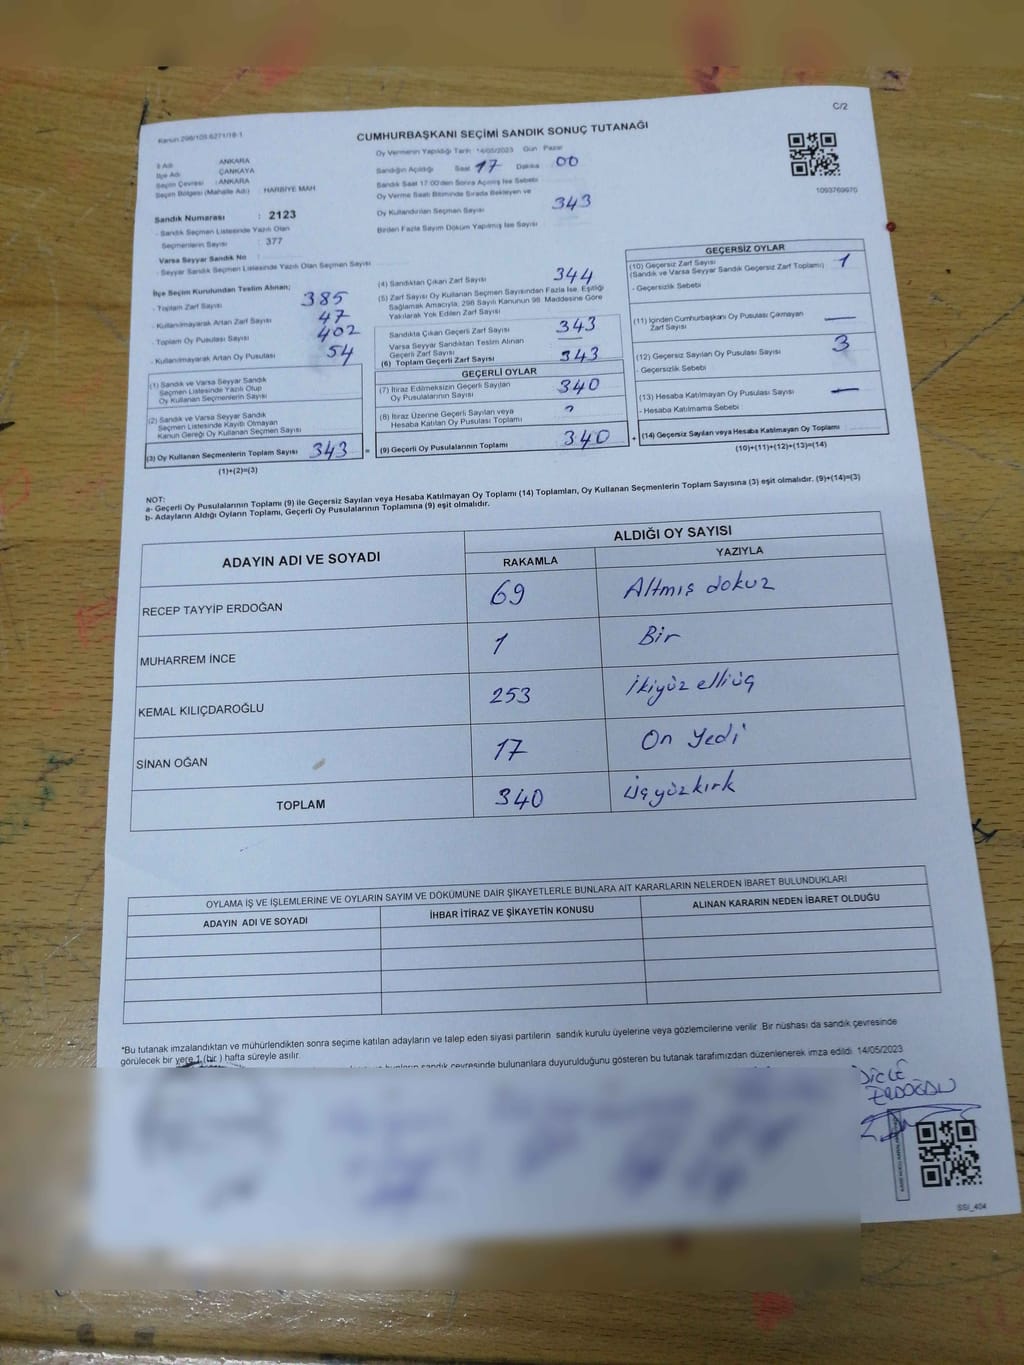 C/2
Kanun 298/105 6271/18-1
CUMHURBAŞKANI SEÇİMİ SANDIK SONUÇ TUTANAĞI
İl Adı ANKARA
İlçe Adı ÇANKAYA
Seçim Çevresi : ANKARA
Seçim Bölgesi (Mahalle Adı) : HARBİYE MAH
Sandık Numarası : 2123
- Sandık Seçmen Listesinde Yazılı Olan
Seçmenlerin Sayısı : 377
Varsa Seyyar Sandık No :
- Seyyar Sandık Seçmen Listesinde Yazılı Olan Seçmen Sayısı
Oy Vermenin Yapıldığı Tarih : 14/05/2023 Gün Pazar
Sandığın Açıldığı Saat 17 Dakika 00
Sandık Saat 17:00'den Sonra Açılmış İse Sebebi
Oy Verme Saati Bitiminde Sırada Bekleyen ve
Oy Kullandırılan Seçmen Sayısı 343
Birden Fazla Sayım Döküm Yapılmış İse Sayısı
1093769970
İlçe Seçim Kurulundan Teslim Alınan;
- Toplam Zarf Sayısı 385
- Kullanılmayarak Artan Zarf Sayısı 47
Toplam Oy Pusulası Sayısı 402
- Kullanılmayarak Artan Oy Pusulası 54
(1) Sandık ve Varsa Seyyar Sandık
Seçmen Listesinde Yazılı Olup
Oy Kullanan Seçmenlerin Sayısı
(2) Sandık ve Varsa Seyyar Sandık
Seçmen Listesinde Kayıtlı Olmayan
Kanun Gereği Oy Kullanan Seçmen Sayısı
(3) Oy Kullanan Seçmenlerin Toplam Sayısı 343 =
(1)+(2)=(3)
(4) Sandıktan Çıkan Zarf Sayısı 344
(5) Zarf Sayısı Oy Kullanan Seçmen Sayısından Fazla İse, Eşitliği
Sağlamak Amacıyla; 298 Sayılı Kanunun 98. Maddesine Göre
Yakılarak Yok Edilen Zarf Sayısı
Sandıkta Çıkan Geçerli Zarf Sayısı 343
Varsa Seyyar Sandıktan Teslim Alınan
Geçerli Zarf Sayısı
(6) Toplam Geçerli Zarf Sayısı 343
GEÇERLİ OYLAR
(7) İtiraz Edilmeksizin Geçerli Sayılan
Oy Pusulalarının Sayısı 340
(8) İtiraz Üzerine Geçerli Sayılan veya
Hesaba Katılan Oy Pusulası Toplamı
(9) Geçerli Oy Pusulalarının Toplamı 340 +
GEÇERSİZ OYLAR
(10) Geçersiz Zarf Sayısı 1
(Sandık ve Varsa Seyyar Sandık Geçersiz Zarf Toplamı)
- Geçersizlik Sebebi
(11) İçinden Cumhurbaşkanı Oy Pusulası Çıkmayan —
Zarf Sayısı
(12) Geçersiz Sayılan Oy Pusulası Sayısı 3
- Geçersizlik Sebebi
(13) Hesaba Katılmayan Oy Pusulası Sayısı —
- Hesaba Katılmama Sebebi
(14) Geçersiz Sayılan veya Hesaba Katılmayan Oy Toplamı
(10)+(11)+(12)+(13)=(14)
NOT:
a- Geçerli Oy Pusulalarının Toplamı (9) ile Geçersiz Sayılan veya Hesaba Katılmayan Oy Toplamı (14) Toplamları, Oy Kullanan Seçmenlerin Toplam Sayısına (3) eşit olmalıdır. (9)+(14)=(3)
b- Adayların Aldığı Oyların Toplamı, Geçerli Oy Pusulalarının Toplamına (9) eşit olmalıdır.
ADAYIN ADI VE SOYADI ALDIĞI OY SAYISI
RAKAMLA YAZIYLA
RECEP TAYYİP ERDOĞAN 69 Altmış dokuz
MUHARREM İNCE 1 Bir
KEMAL KILIÇDAROĞLU 253 İkiyüz elliüç
SİNAN OĞAN 17 On Yedi
TOPLAM 340 Üçyüzkırk
OYLAMA İŞ VE İŞLEMLERİNE VE OYLARIN SAYIM VE DÖKÜMÜNE DAİR ŞİKAYETLERLE BUNLARA AİT KARARLARIN NELERDEN İBARET BULUNDUKLARI
ADAYIN ADI VE SOYADI İHBAR İTİRAZ VE ŞİKAYETİN KONUSU ALINAN KARARIN NEDEN İBARET OLDUĞU
*Bu tutanak imzalandıktan ve mühürlendikten sonra seçime katılan adayların ve talep eden siyasi partilerin sandık kurulu üyelerine veya gözlemcilerine verilir. Bir nüshası da sandık çevresinde
görülecek bir yere 1 (bir) hafta süreyle asılır.
sandık çevresinde bulunanlara duyurulduğunu gösteren bu tutanak tarafımızdan düzenlenerek imza edildi. 14/05/2023
DİCLE
ERDOĞDU
SSI_404